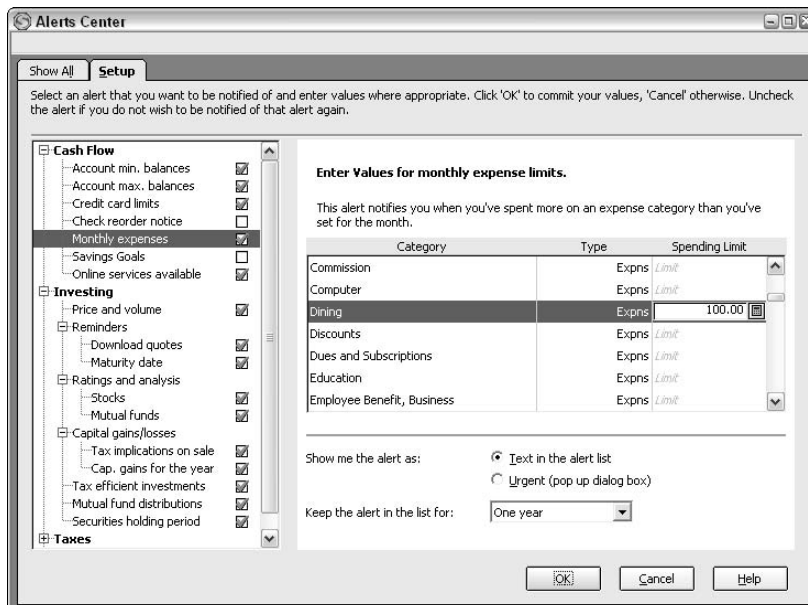 Alerts Center
Show All
Setup
Select an alert that you want to be notified of and enter values where appropriate. Click 'OK' to commit your values, 'Cancel' otherwise. Uncheck
the alert if you do not wish to be notified of that alert again.
Cash Flow
Account min. balances
Account max. balances
Credit card limits
Check reorder notice
Monthly expenses
Savings Goals
Online services available
Investing
Price and volume
Reminders
Download quotes
Maturity date
Ratings and analysis
Stocks
Mutual funds
Capital gains/losses
Tax implications on sale
Cap. gains for the year
Tax efficient investments
Mutual fund distributions
Securities holding period
Taxes
Enter Values for monthly expense limits.
This alert notifies you when you've spent more on an expense category than you've
set for the month.
Category Type Spending Limit
Commission Expns Limit
Computer Expns Limit
Dining Expns 100.00
Discounts Expns Limit
Dues and Subscriptions Expns Limit
Education Expns Limit
Employee Benefit, Business Expns Limit
Show me the alert as:
Text in the alert list
Urgent (pop up dialog box)
Keep the alert in the list for: One year
OK Cancel Help